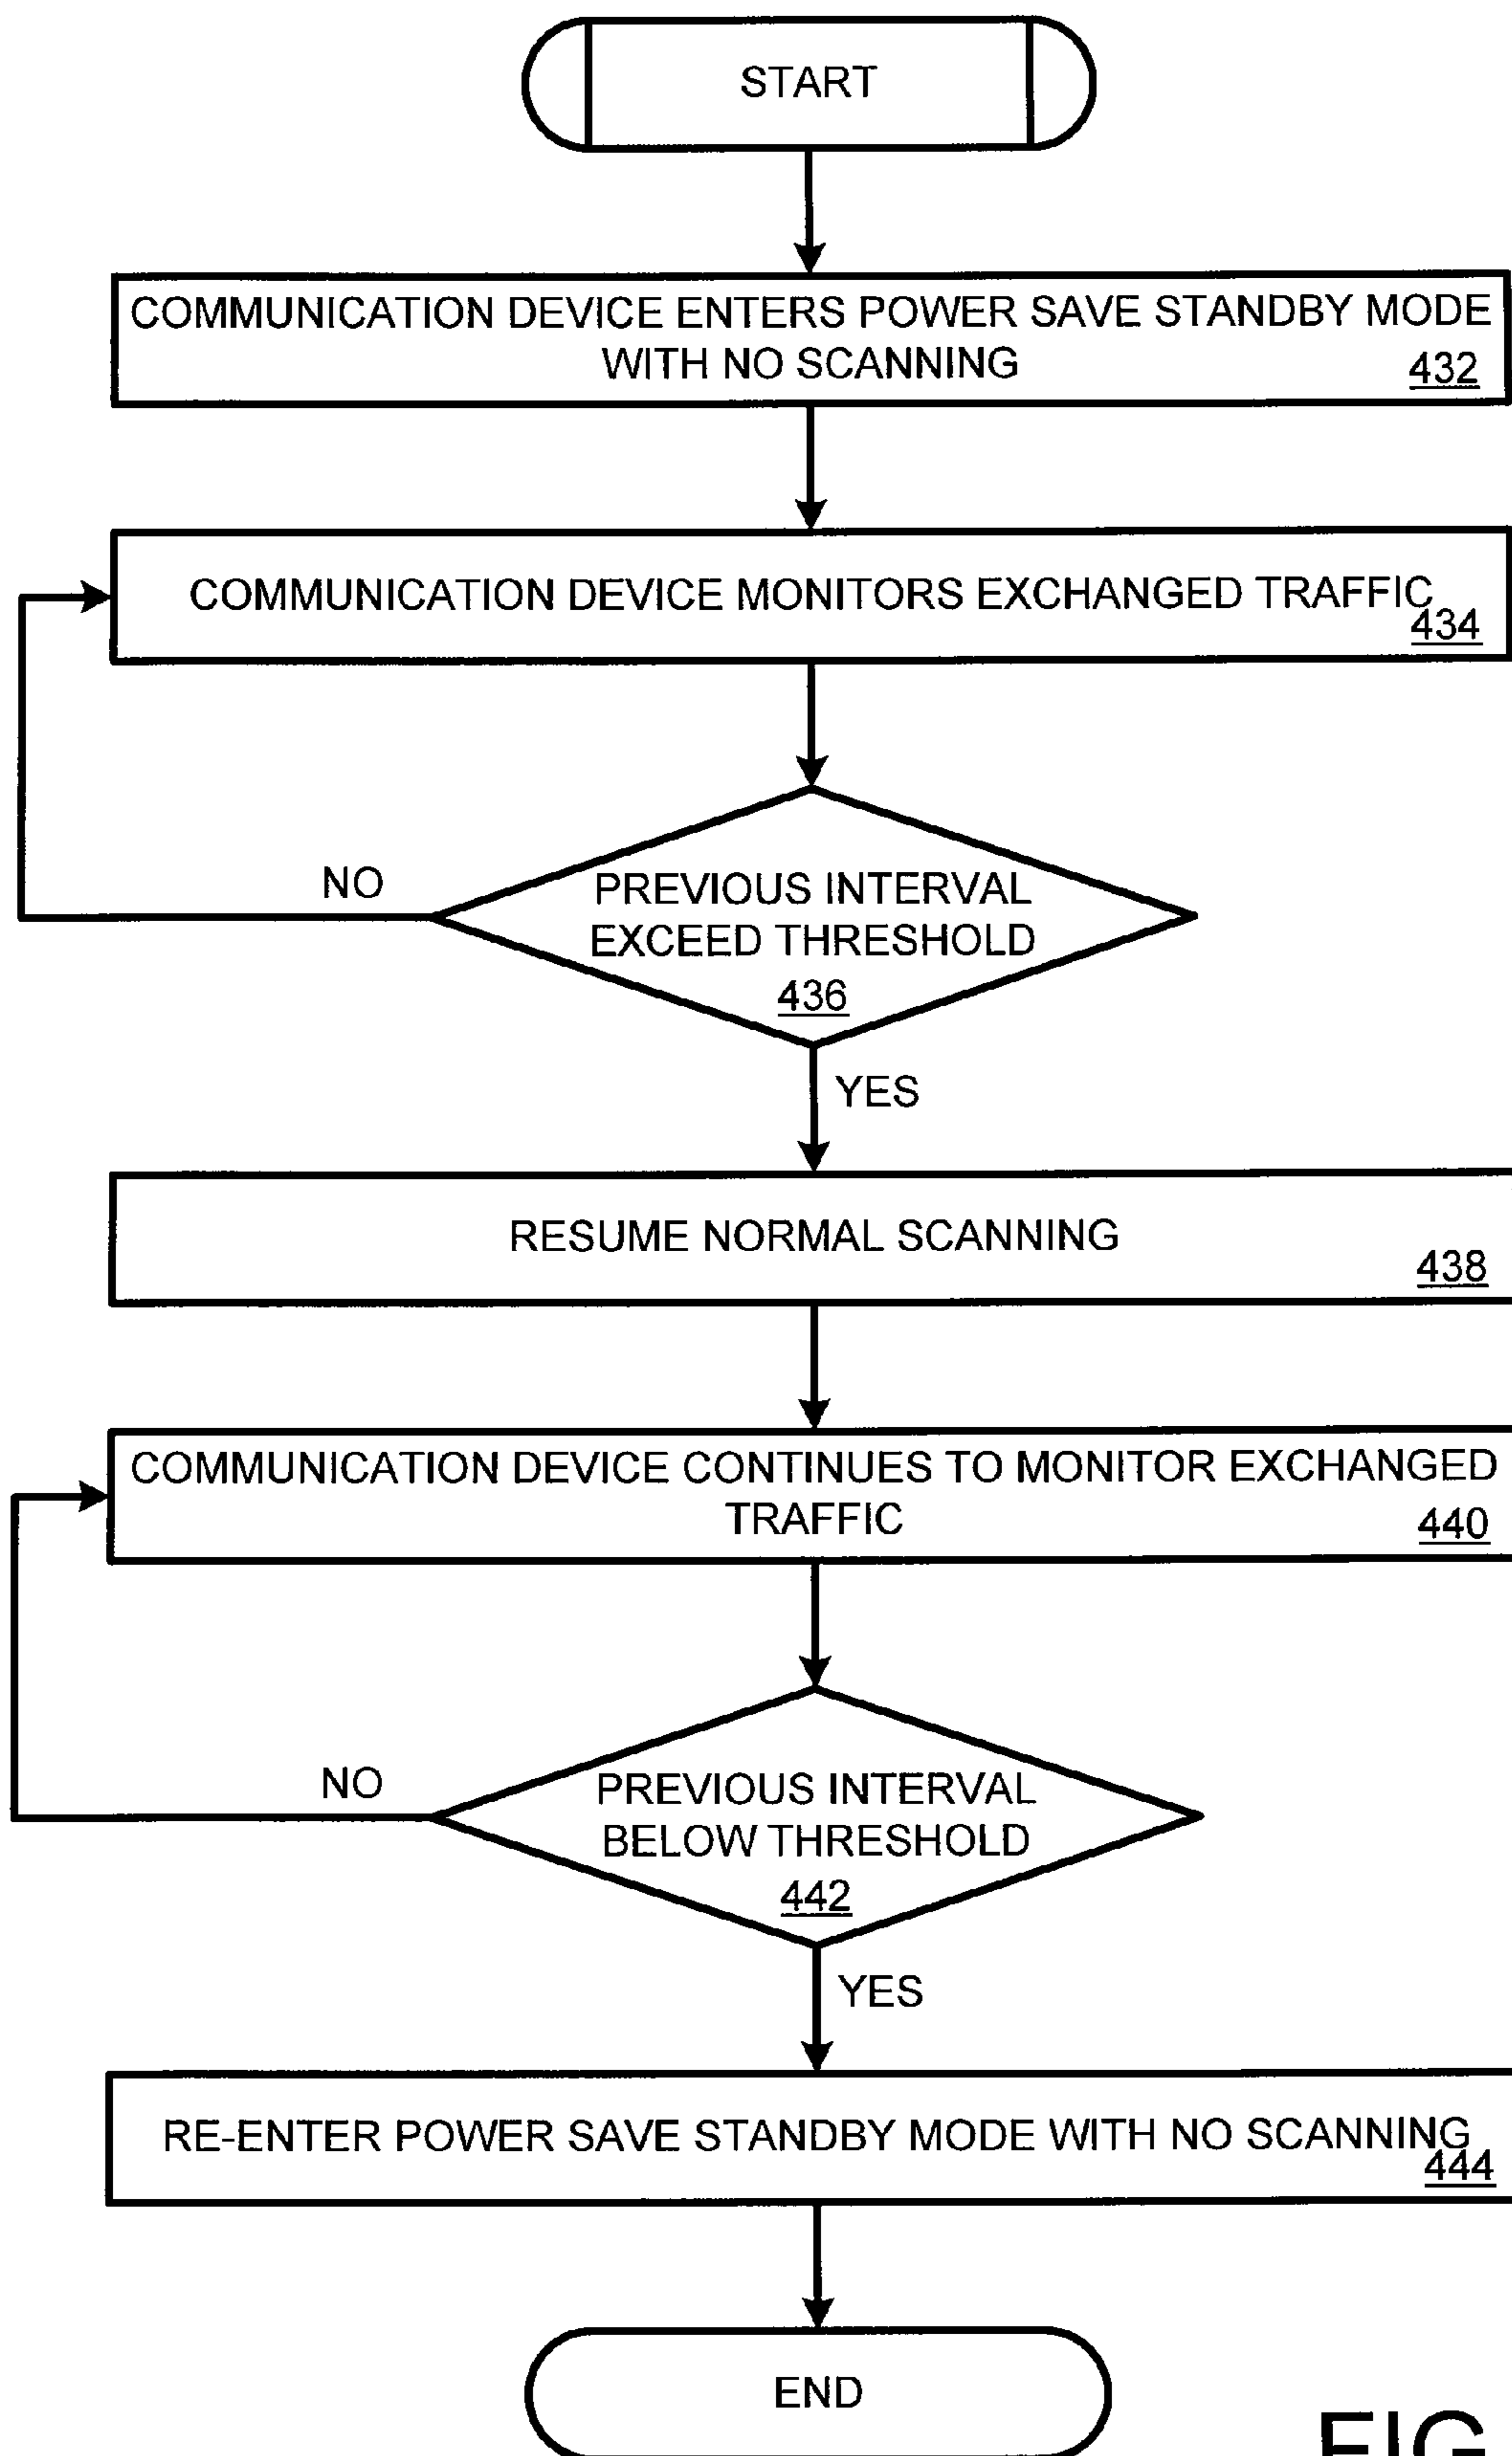 START
COMMUNICATION DEVICE ENTERS POWER SAVE STANDBY MODE
WITH NO SCANNING
432
COMMUNICATION DEVICE MONITORS EXCHANGED TRAFFIC
434
NO
PREVIOUS INTERVAL
EXCEED THRESHOLD
436
YES
RESUME NORMAL SCANNING
438
COMMUNICATION DEVICE CONTINUES TO MONITOR EXCHANGED
TRAFFIC
440
NO
PREVIOUS INTERVAL
BELOW THRESHOLD
442
YES
RE-ENTER POWER SAVE STANDBY MODE WITH NO SCANNING
444
END
FIG